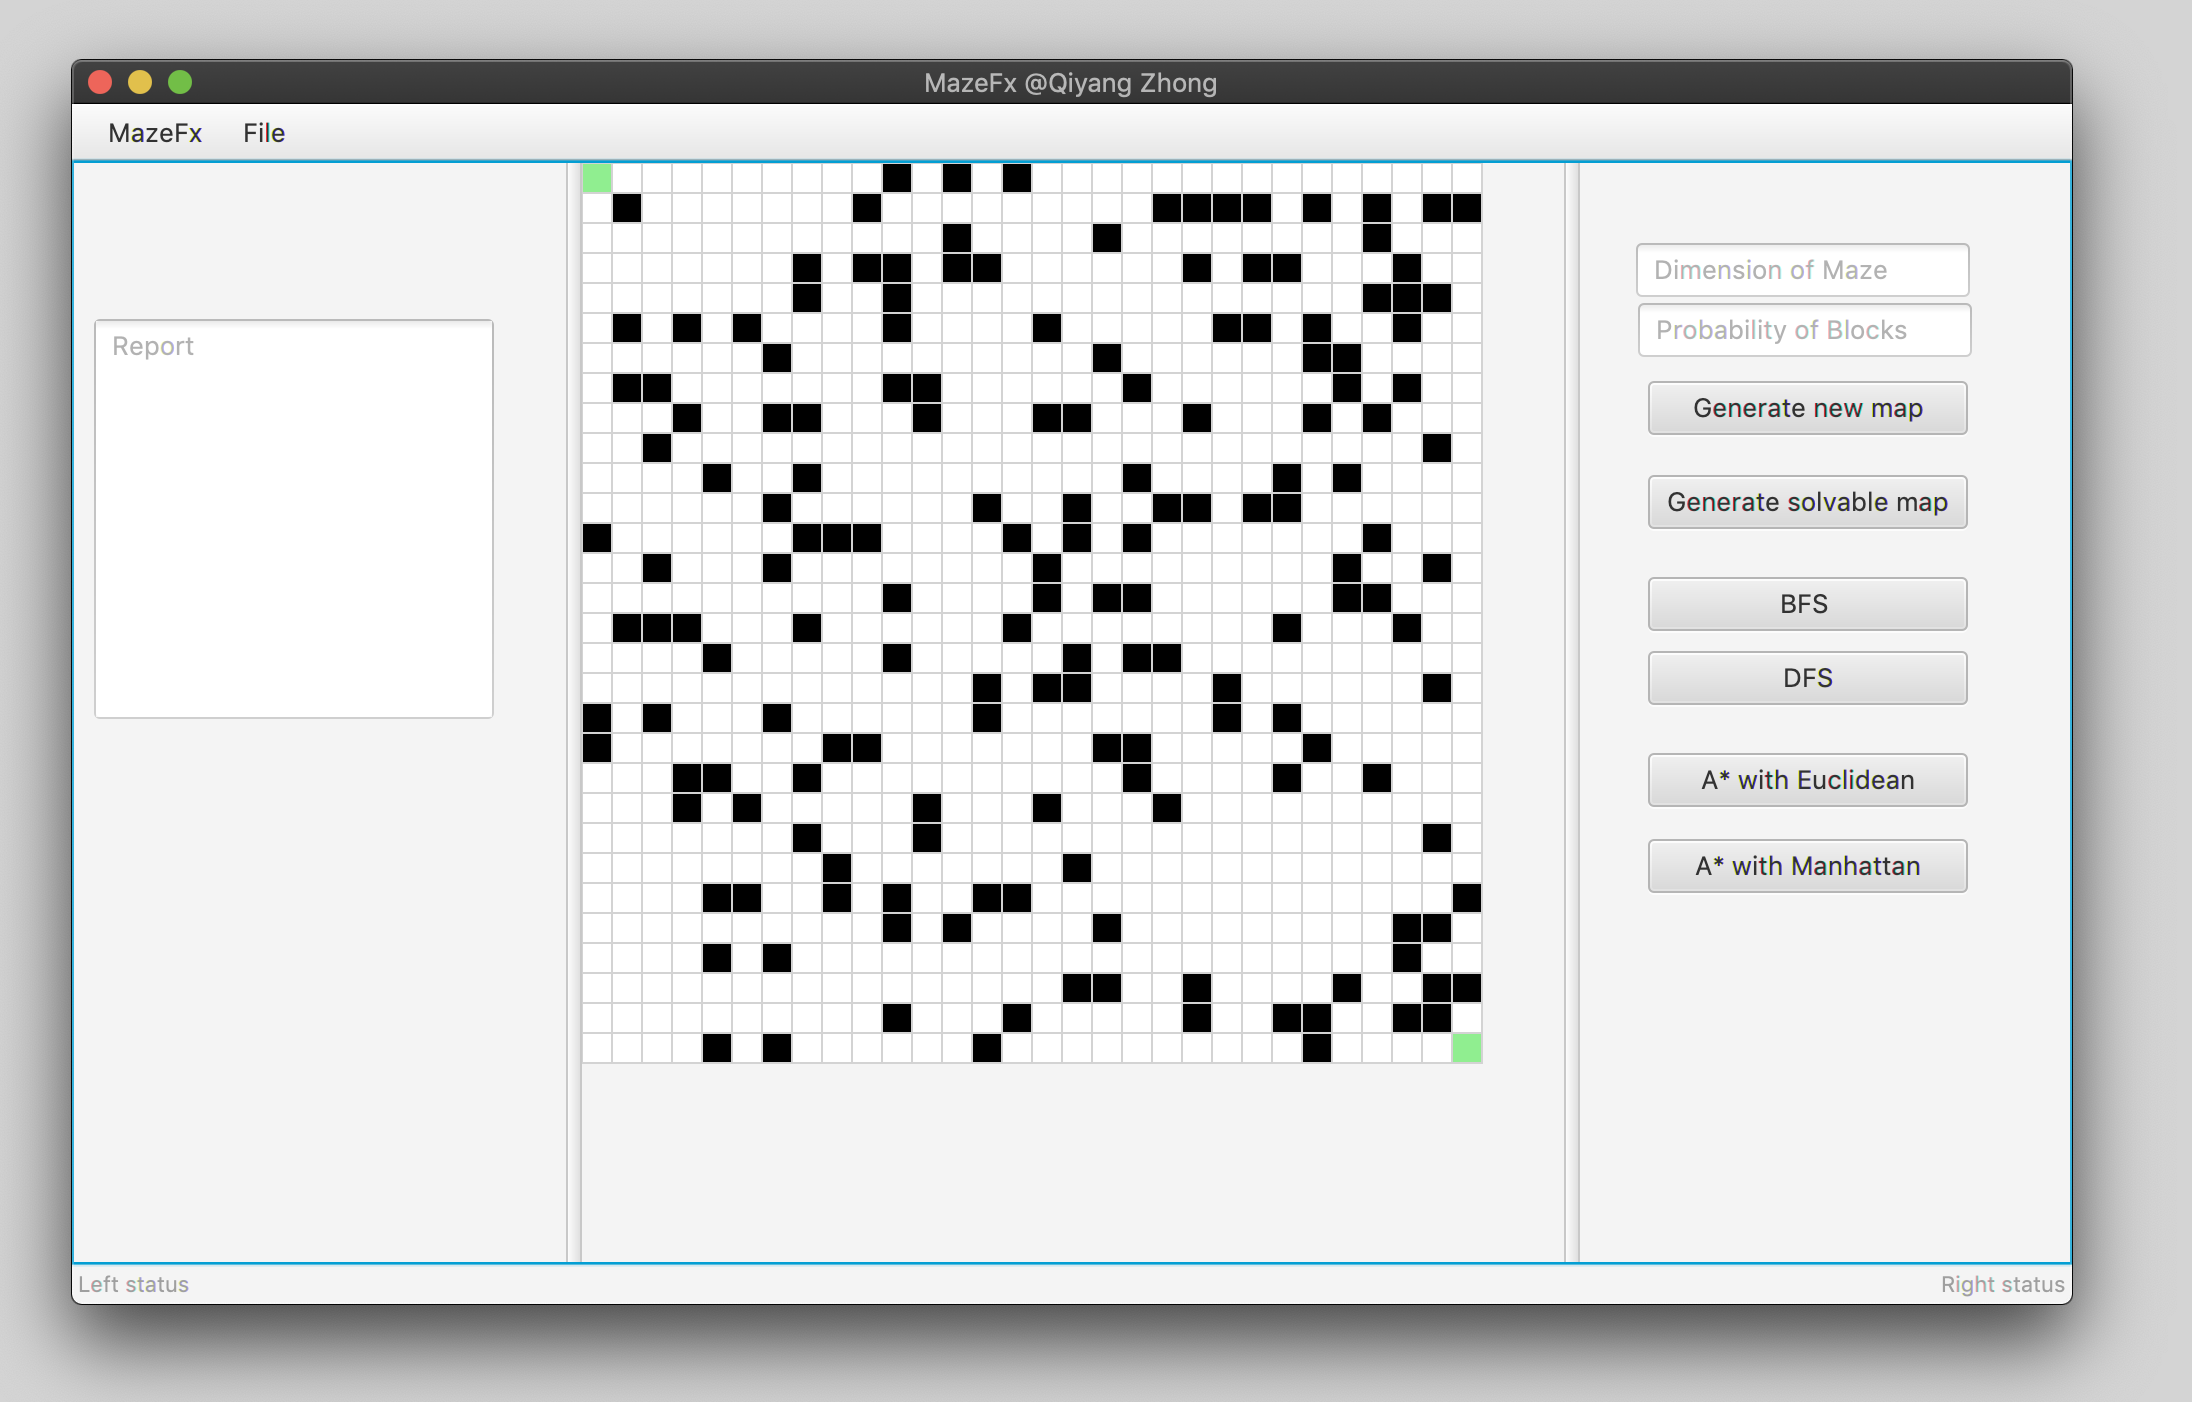 MazeFx @Qiyang Zhong
MazeFx File
Report
Dimension of Maze
Probability of Blocks
Generate new map
Generate solvable map
BFS
DFS
A* with Euclidean
A* with Manhattan
Left status
Right status